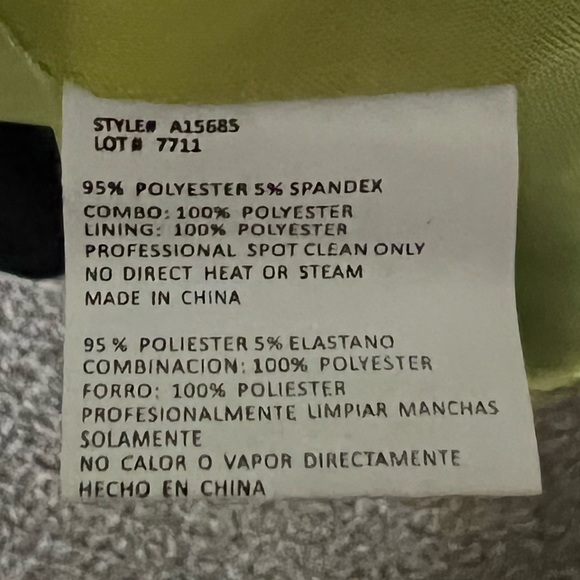 STYLE# A15685
LOT# 7711
95% POLYESTER 5% SPANDEX
COMBO: 100% POLYESTER
LINING: 100% POLYESTER
PROFESSIONAL SPOT CLEAN ONLY
NO DIRECT HEAT OR STEAM
MADE IN CHINA
95 % POLIESTER 5% ELASTANO
COMBINACION: 100% POLYESTER
FORRO: 100% POLIESTER
PROFESIONALMENTE LIMPIAR MANCHAS
SOLAMENTE
NO CALOR O VAPOR DIRECTAMENTE
HECHO EN CHINA